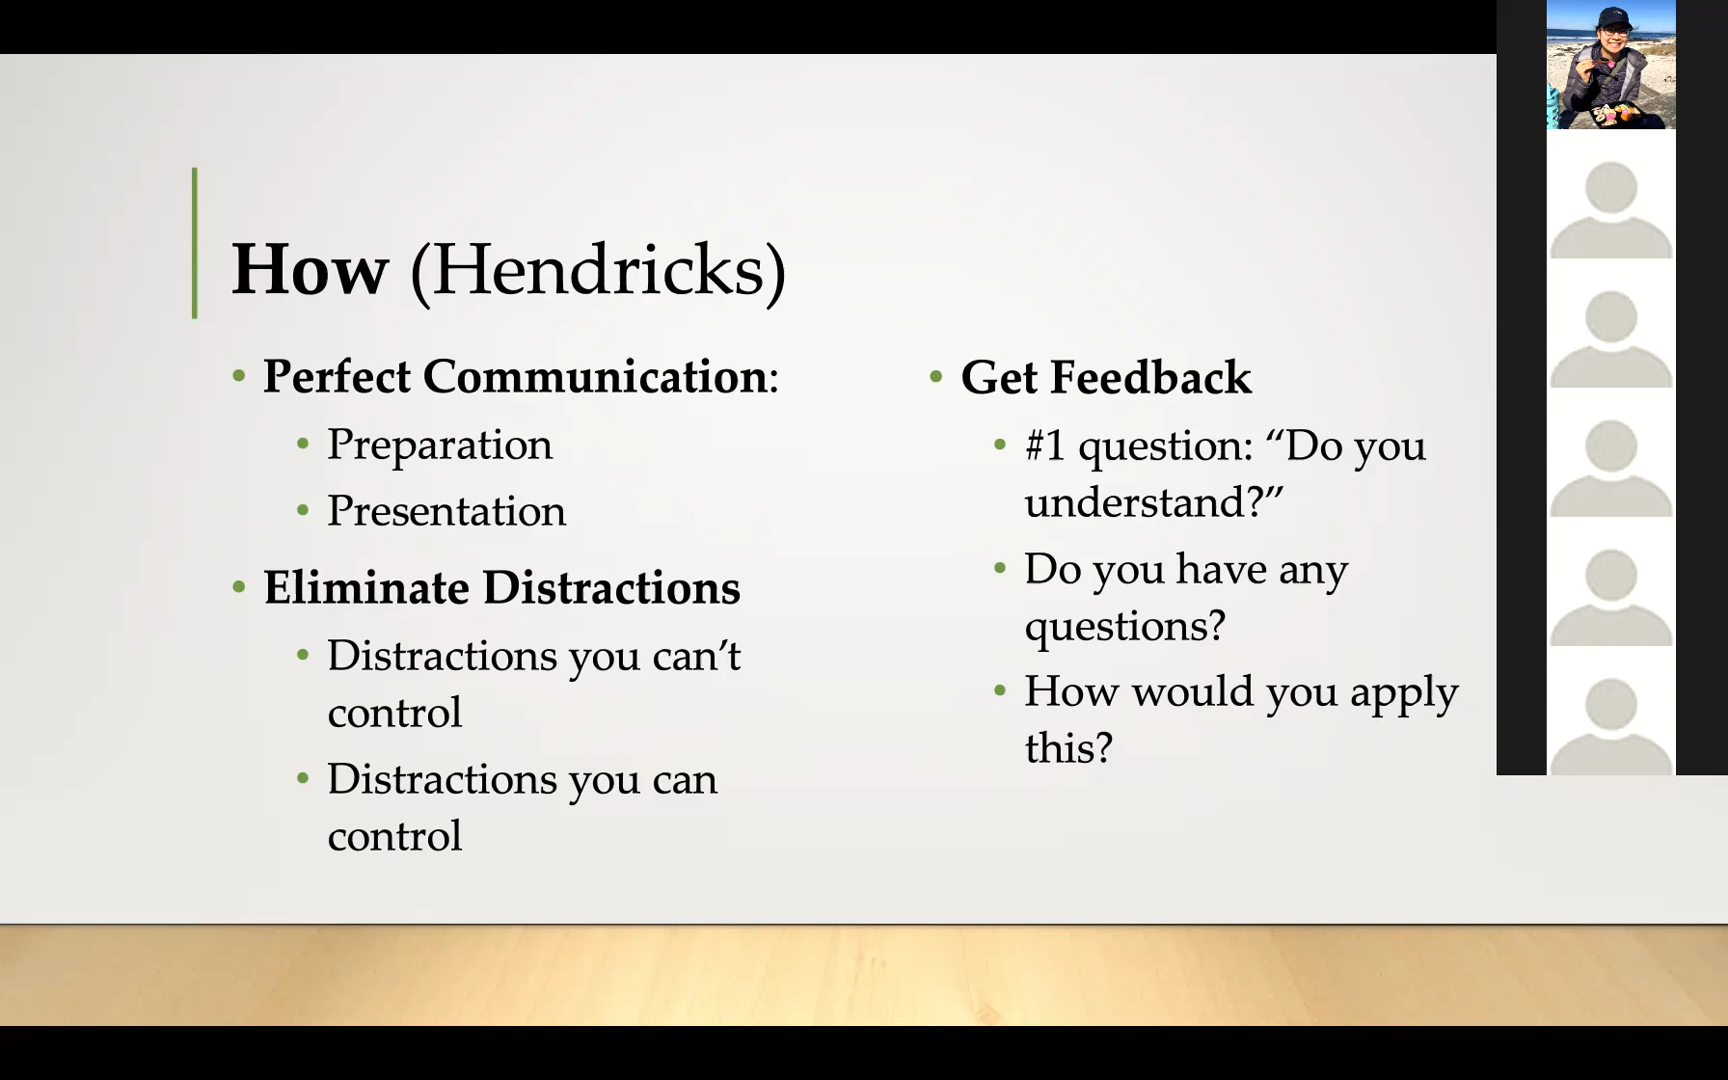 How (Hendricks)
• Perfect Communication:
• Preparation
• Presentation
• Eliminate Distractions
• Distractions you can’t
control
• Distractions you can
control
• Get Feedback
• #1 question: “Do you
understand?”
• Do you have any
questions?
• How would you apply
this?